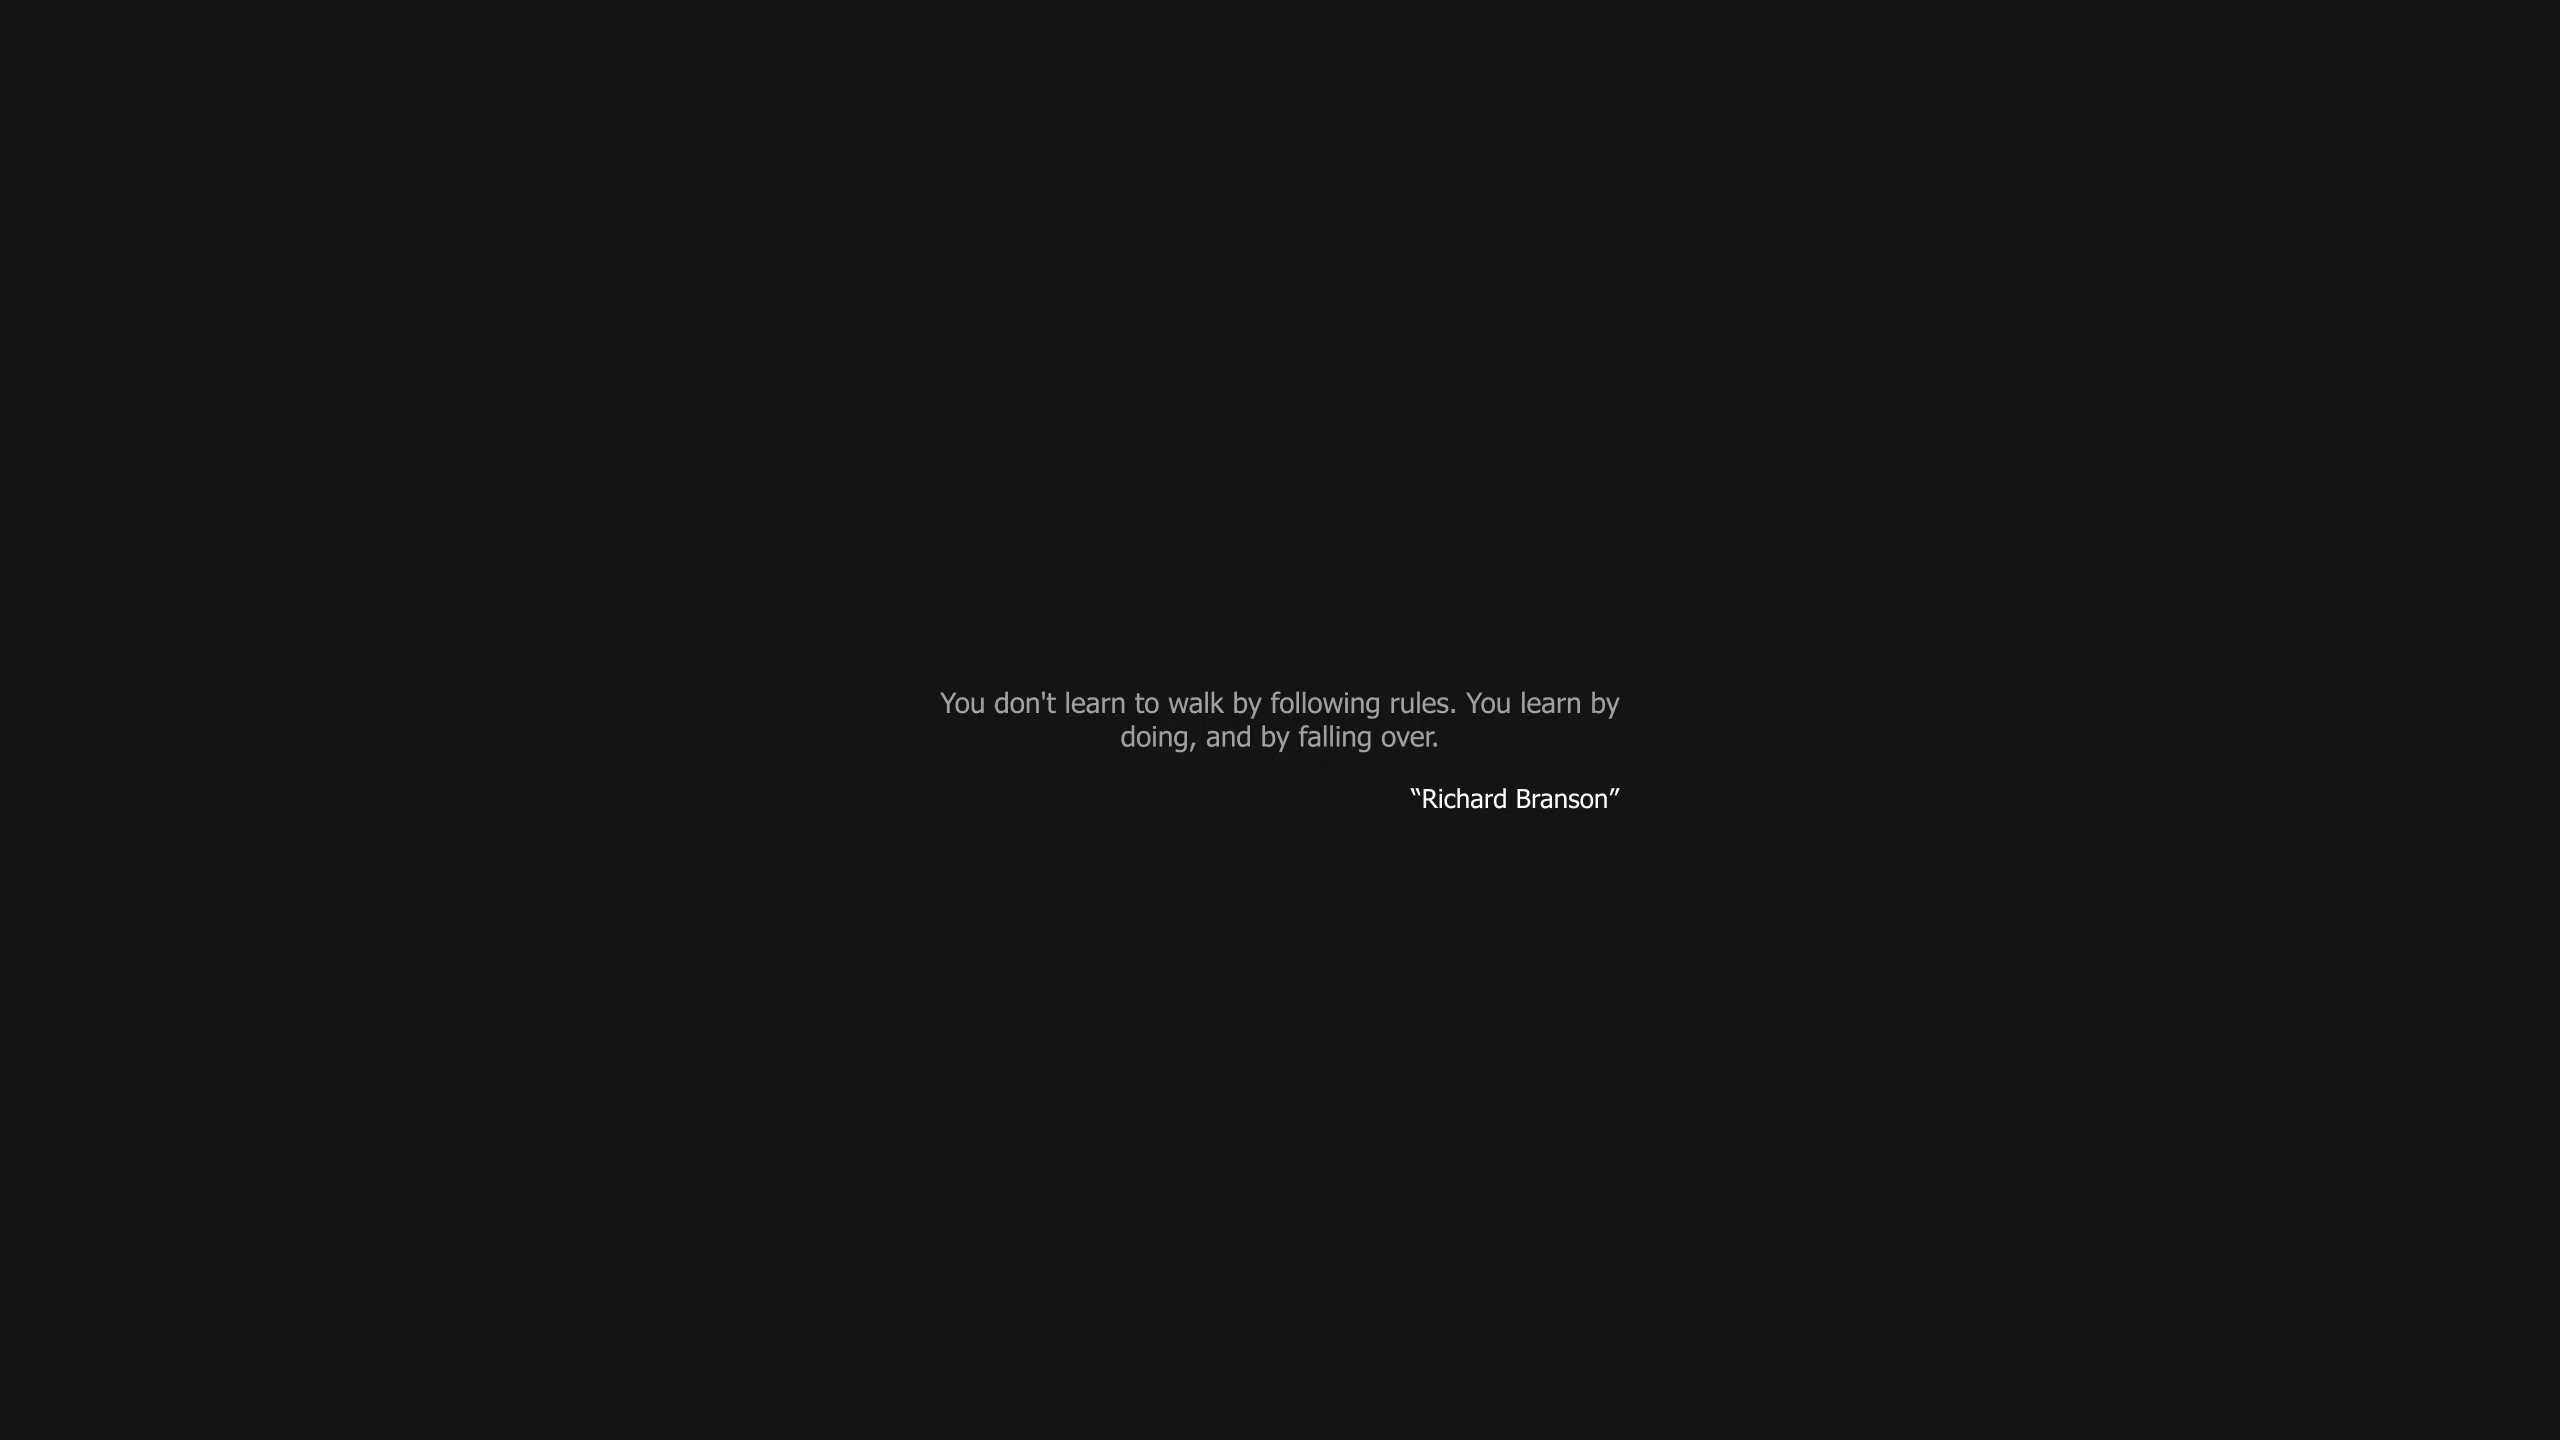 You don't learn to walk by following rules. You learn by
doing, and by falling over.
“Richard Branson”